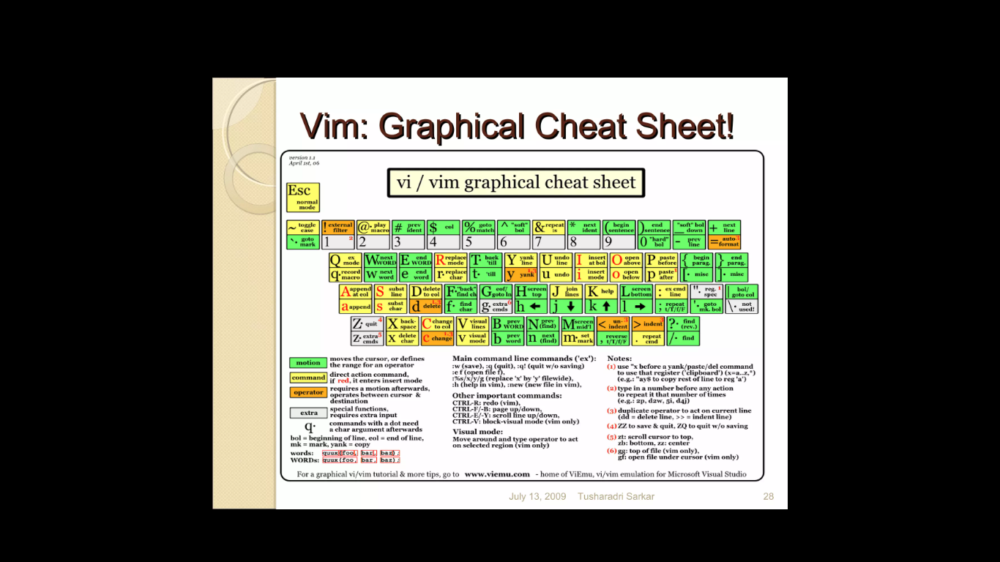 Vim: Graphical Cheat Sheet!
version 1.1
April 1st, 06
vi / vim graphical cheat sheet
Esc
normal mode
~ toggle case
! external filter
@· play macro
# prev ident
$ eol
% goto match
^ "soft" bol
& repeat :s
* next ident
( begin sentence
) end sentence
_ "soft" bol down
+ next line
`· goto mark
1 2
2
3
4
5
6
7
8
9
0 "hard" bol
- prev line
= auto 3 format
Q ex mode
W next WORD
E end WORD
R replace mode
T· back 'till
Y yank line
U undo line
I insert at bol
O open above
P paste before
{ begin parag.
} end parag.
q· record macro
w next word
e end word
r· replace char
t· 'till
y yank 1,3
u undo
i insert mode
o open below
p paste 1 after
[· misc
]· misc
A append at eol
S subst line
D delete to eol
F· "back" find ch
G eof/ goto ln
H screen top
J join lines
K help
L screen bottom
: ex cmd line
"· reg. 1 spec
| bol/ goto col
a append
s subst char
d delete 1,3
f· find char
g· extra 6 cmds
h ←
j ↓
k ↑
l →
; repeat t/T/f/F
'· goto mk. bol
\· not used!
Z· quit 4
X back-space
C change to eol
V visual lines
B prev WORD
N prev (find)
M screen mid'l
< un- 3 indent
> indent 3
?· find (rev.)
z· extra 5 cmds
x delete char
c change 1,3
v visual mode
b prev word
n next (find)
m· set mark
, reverse t/T/f/F
. repeat cmd
/· find
motion moves the cursor, or defines
the range for an operator
command direct action command,
if red, it enters insert mode
operator requires a motion afterwards,
operates between cursor &
destination
extra special functions,
requires extra input
q· commands with a dot need
a char argument afterwards
bol = beginning of line, eol = end of line,
mk = mark, yank = copy
words: quux(foo, bar, baz);
WORDs: quux(foo, bar, baz);
Main command line commands ('ex'):
:w (save), :q (quit), :q! (quit w/o saving)
:e f (open file f),
:%s/x/y/g (replace 'x' by 'y' filewide),
:h (help in vim), :new (new file in vim),
Other important commands:
CTRL-R: redo (vim),
CTRL-F/-B: page up/down,
CTRL-E/-Y: scroll line up/down,
CTRL-V: block-visual mode (vim only)
Visual mode:
Move around and type operator to act
on selected region (vim only)
Notes:
(1) use "x before a yank/paste/del command
to use that register ('clipboard') (x=a..z,*)
(e.g.: "ay$ to copy rest of line to reg 'a')
(2) type in a number before any action
to repeat it that number of times
(e.g.: 2p, d2w, 5i, d4j)
(3) duplicate operator to act on current line
(dd = delete line, >> = indent line)
(4) ZZ to save & quit, ZQ to quit w/o saving
(5) zt: scroll cursor to top,
zb: bottom, zz: center
(6) gg: top of file (vim only),
gf: open file under cursor (vim only)
For a graphical vi/vim tutorial & more tips, go to www.viemu.com - home of ViEmu, vi/vim emulation for Microsoft Visual Studio
July 13, 2009 Tusharadri Sarkar 28